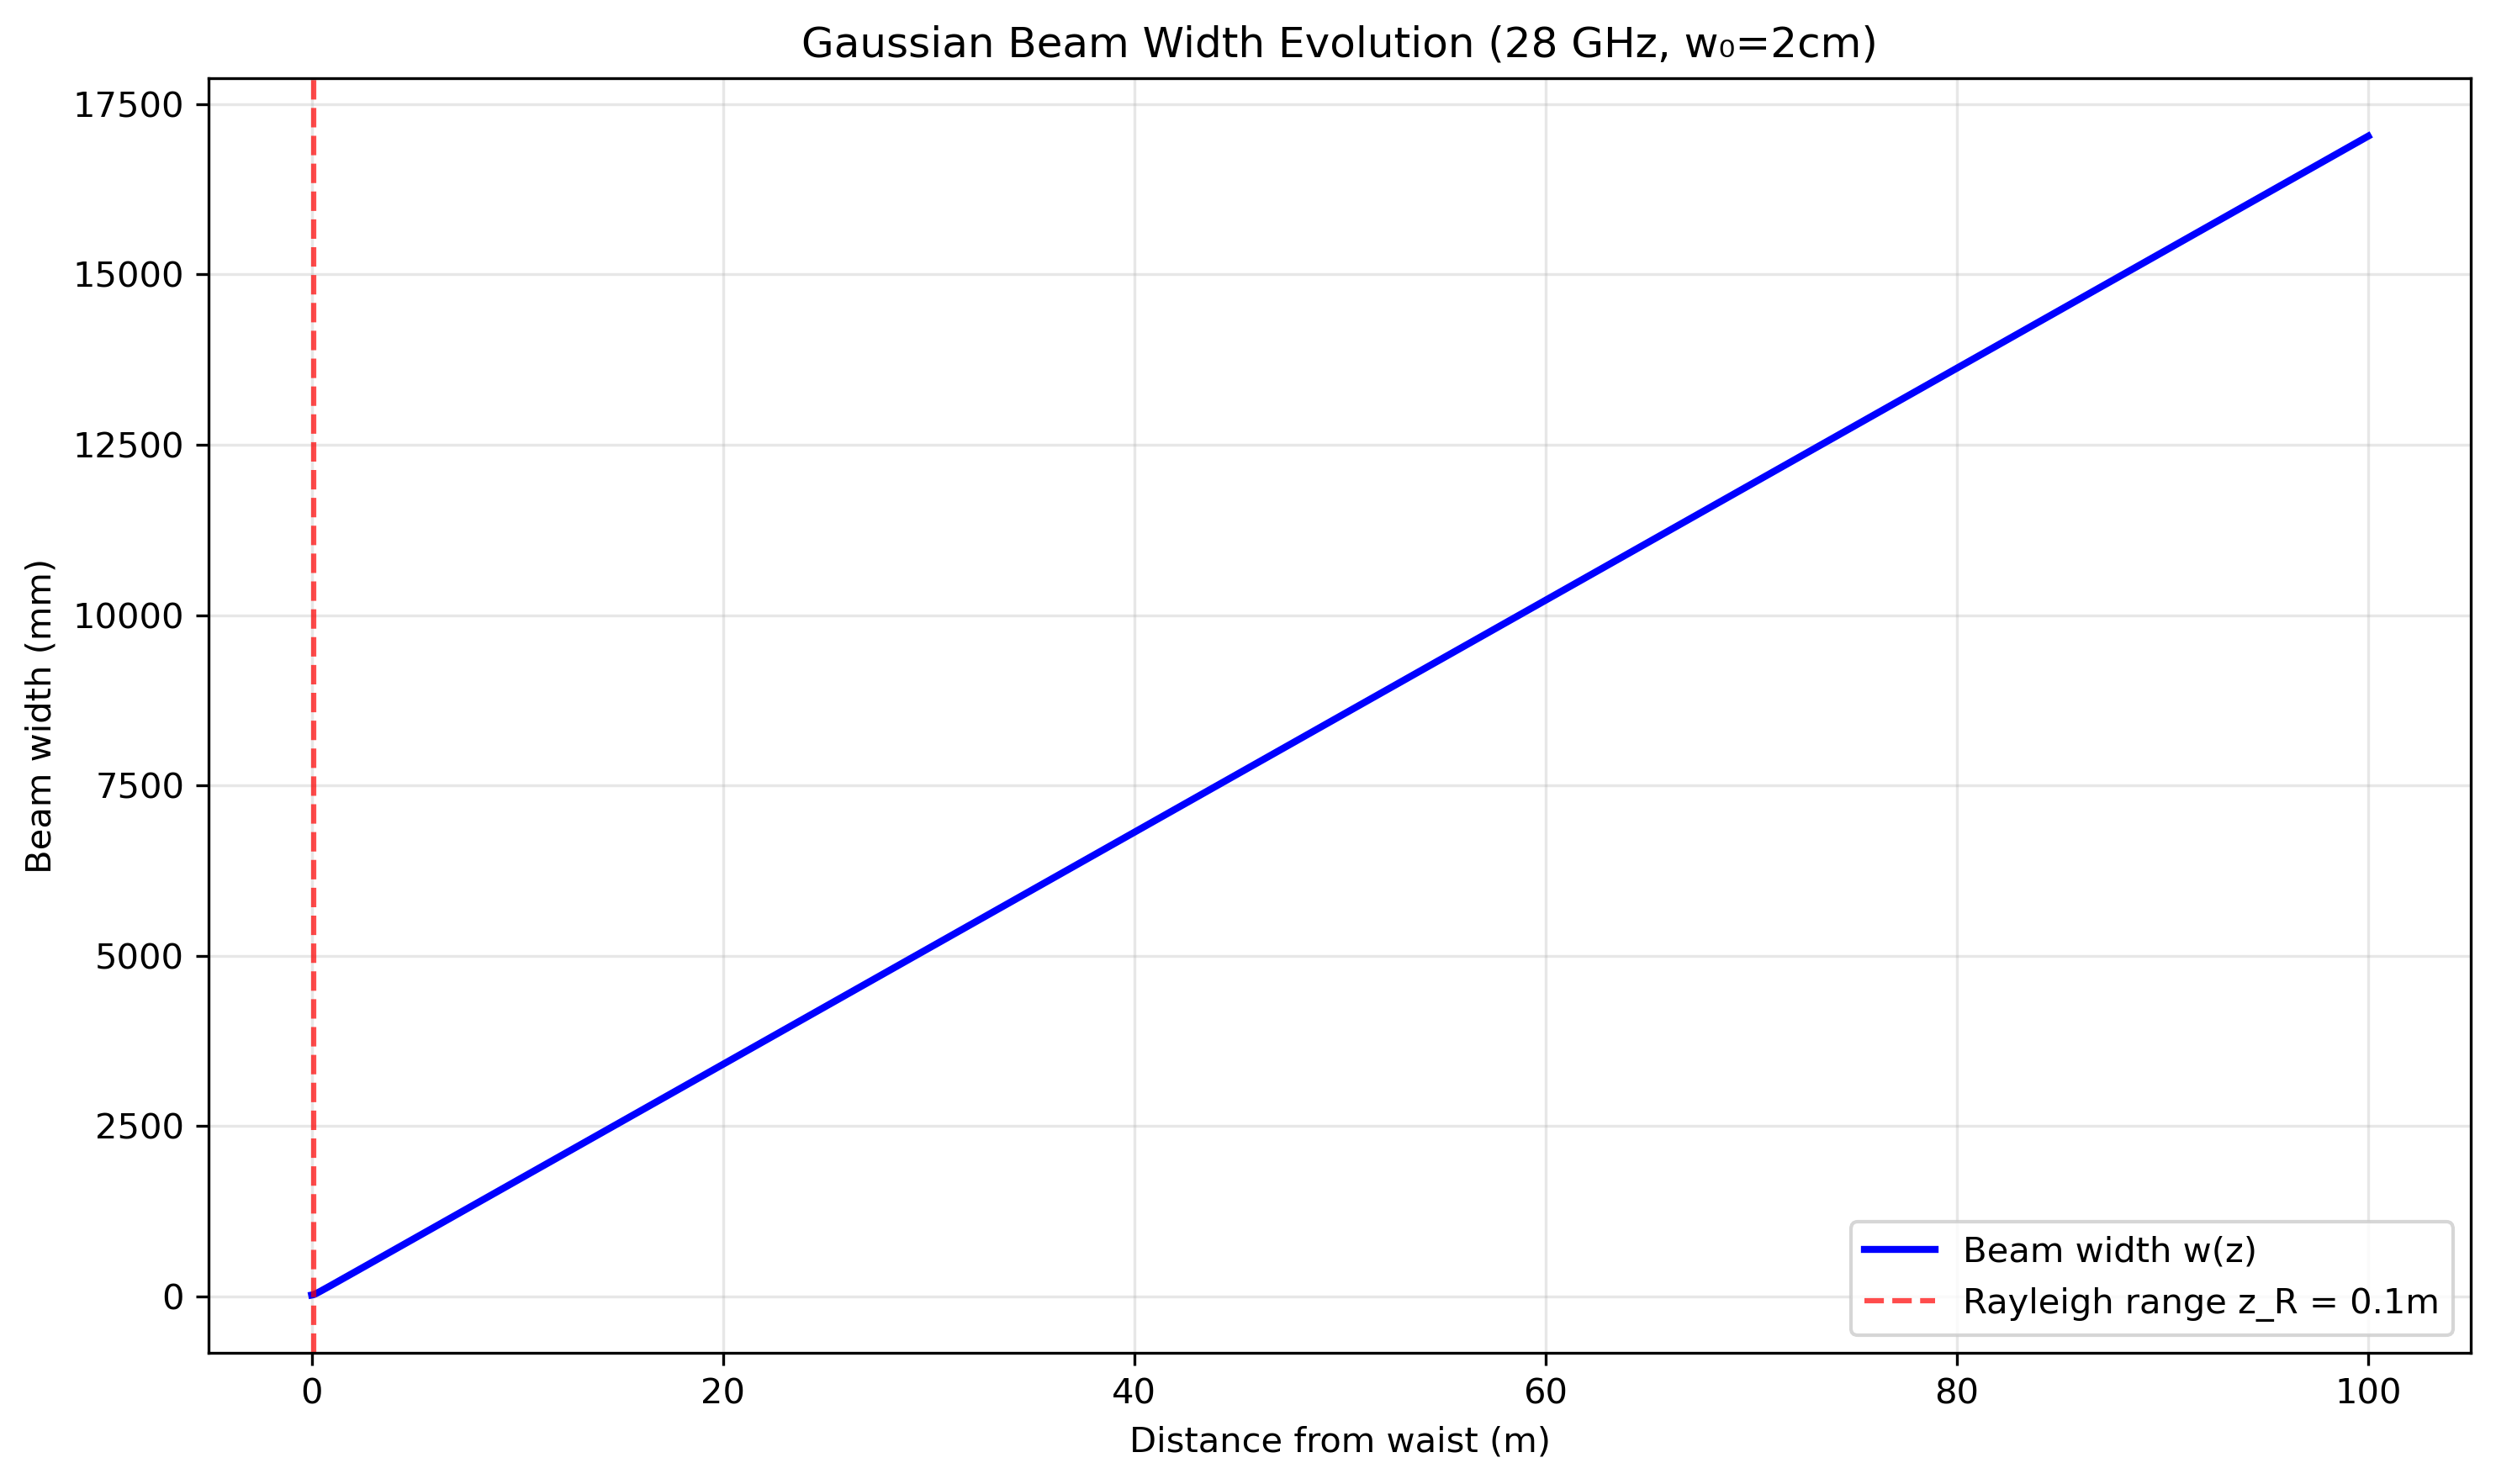 Gaussian Beam Width Evolution (28 GHz, w₀=2cm)
17500
15000
12500
10000
7500
5000
2500
0
Beam width (mm)
0 20 40 60 80 100
Distance from waist (m)
Beam width w(z)
Rayleigh range z_R = 0.1m